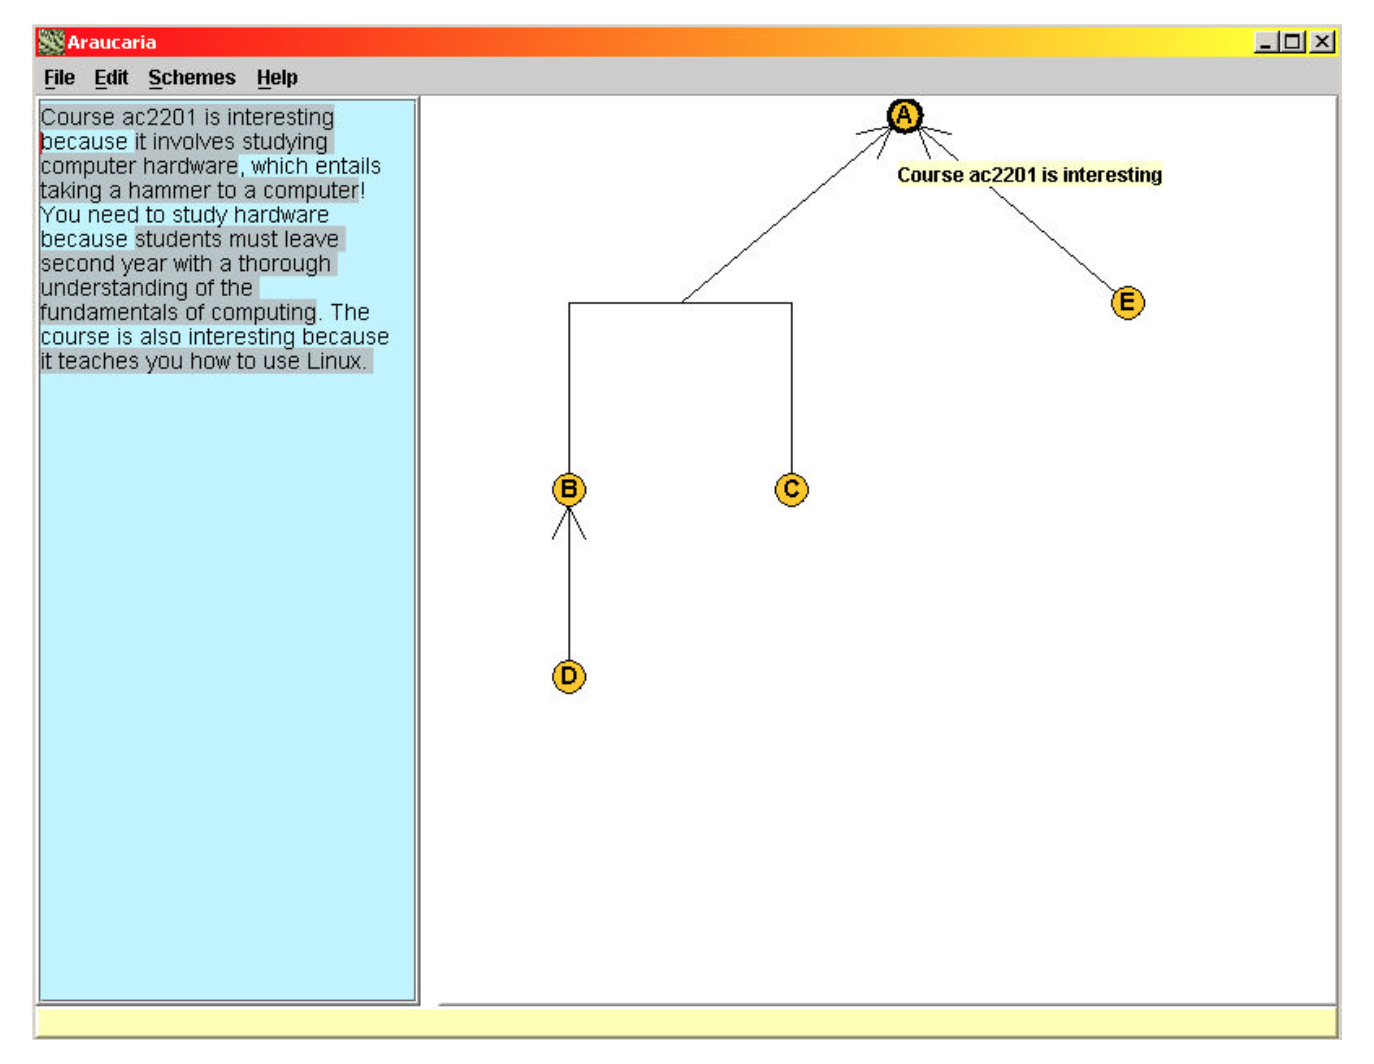 Araucaria
File Edit Schemes Help
Course ac2201 is interesting
because it involves studying
computer hardware, which entails
taking a hammer to a computer!
You need to study hardware
because students must leave
second year with a thorough
understanding of the
fundamentals of computing. The
course is also interesting because
it teaches you how to use Linux.
A
Course ac2201 is interesting
E
B
C
D